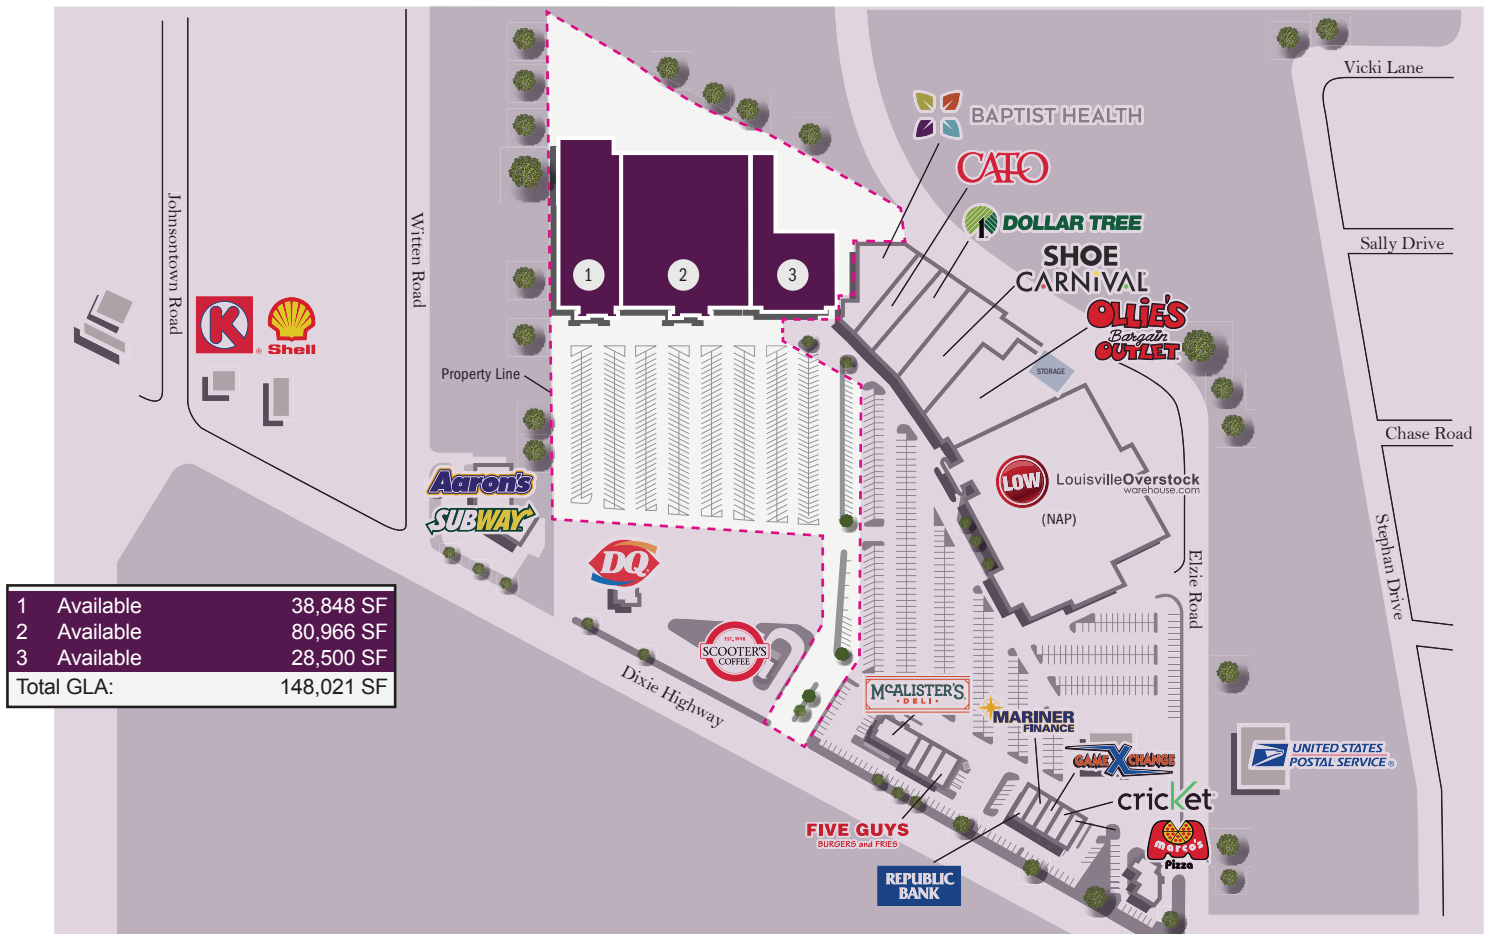 Vicki Lane
BAPTIST HEALTH
CATO
Johnsontown Road
Witten Road
1 DOLLAR TREE
Sally Drive
SHOE
CARNIVAL
1
2
3
K
®
Shell
OLLIE'S
Bargain
OUTLET
Property Line
STORAGE
Chase Road
Aaron's
SUBWAY
LOW LouisvilleOverstock
warehouse.com
(NAP)
Stephan Drive
Elzie Road
DQ
1 Available 38,848 SF
2 Available 80,966 SF
3 Available 28,500 SF
Total GLA: 148,021 SF
EST. 1998
SCOOTER'S
COFFEE
Dixie Highway
McALISTER'S
• DELI •
MARINER
FINANCE
GAME XCHANGE
UNITED STATES
POSTAL SERVICE®
cricket
FIVE GUYS
BURGERS and FRIES
marco's
Pizza
REPUBLIC
BANK